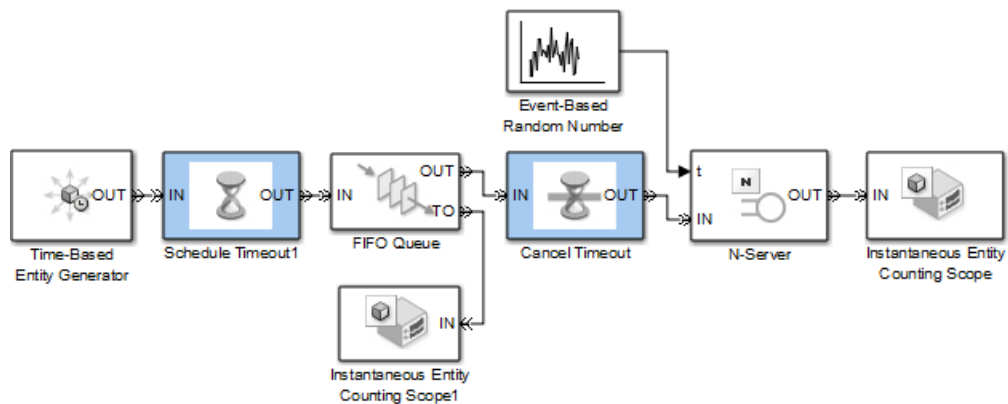 Event-Based
Random Number
OUT
IN
OUT
IN
OUT
TO
IN
OUT
t
IN
N
OUT
IN
Time-Based
Entity Generator
Schedule Timeout1
FIFO Queue
Cancel Timeout
N-Server
Instantaneous Entity
Counting Scope
IN
Instantaneous Entity
Counting Scope1